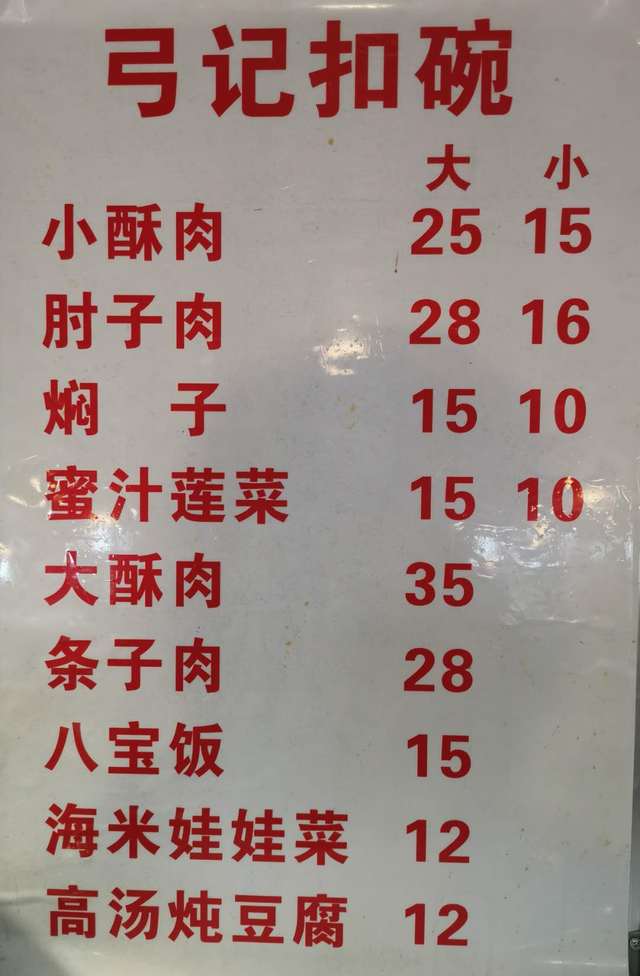 弓记扣碗
大 小
小酥肉 25 15
肘子肉 28 16
焖 子 15 10
蜜汁莲菜 15 10
大酥肉 35
条子肉 28
八宝饭 15
海米娃娃菜 12
高汤炖豆腐 12